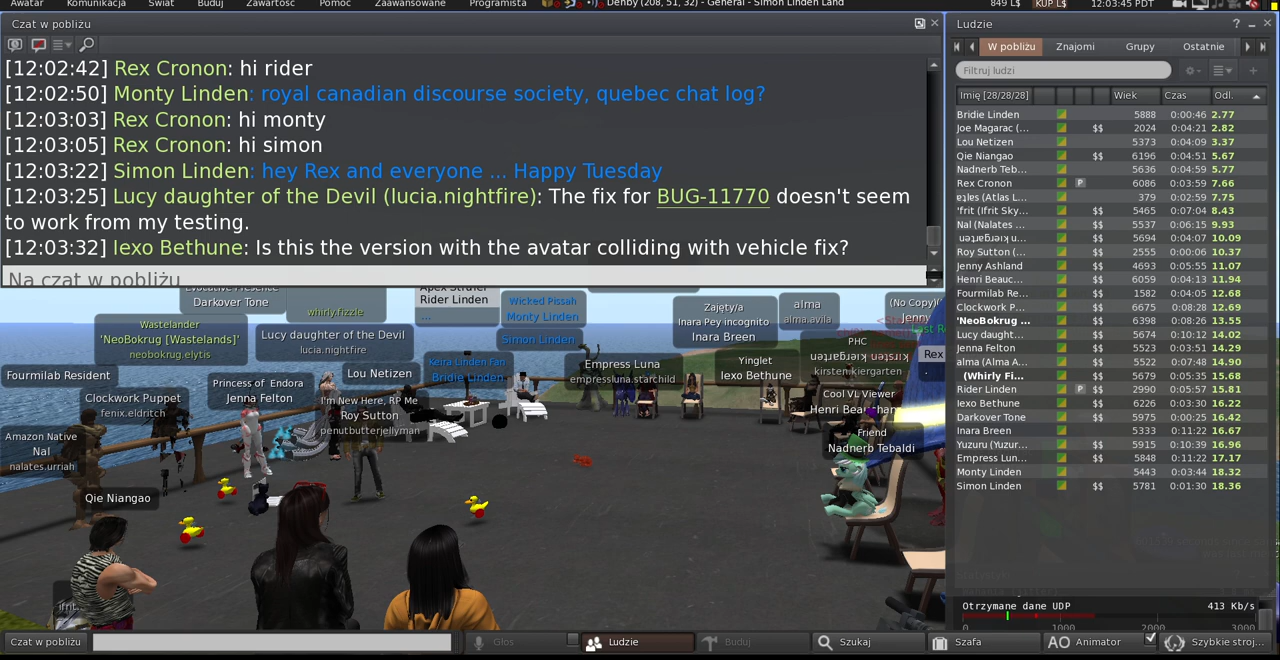 Awatar Komunikacja Świat Buduj Zawartość Pomoc Zaawansowane Programista Denby (208, 51, 32) - General - Simon Linden Land 849 L$ KUP L$ 12:03:45 PDT
Czat w pobliżu
[12:02:42] Rex Cronon: hi rider
[12:02:50] Monty Linden: royal canadian discourse society, quebec chat log?
[12:03:03] Rex Cronon: hi monty
[12:03:05] Rex Cronon: hi simon
[12:03:22] Simon Linden: hey Rex and everyone ... Happy Tuesday
[12:03:25] Lucy daughter of the Devil (lucia.nightfire): The fix for BUG-11770 doesn't seem
to work from my testing.
[12:03:32] Iexo Bethune: Is this the version with the avatar colliding with vehicle fix?
Na czat w pobliżu
Evocative Presence
Darkover Tone
whirly.fizzle
Rider Linden
...
Wicked Pissah
Monty Linden
Simon Linden
Keira Linden Fan
Bridie Linden
Zajęty/a
Inara Pey incognito
Inara Breen
alma
alma.avila
(No Copy)
Jenny
Wastelander
'NeoBokrug [Wastelands]'
neobokrug.elytis
Lucy daughter of the Devil
lucia.nightfire
PHC
kirsten.kiergarten
Rex
Fourmilab Resident
Lou Netizen
Empress Luna
empressluna.starchild
Yinglet
Iexo Bethune
Princess of Endora
Jenna Felton
Clockwork Puppet
fenix.eldritch
I'm New Here, RP Me
Roy Sutton
penutbutterjellyman
Cool VL Viewer
Henri Beauchamp
Friend
Nadnerb Tebaldi
Amazon Native
Nal
nalates.urriah
Qie Niangao
ifrit.
Ludzie
W pobliżu Znajomi Grupy Ostatnie
Filtruj ludzi
Imię [28/28/28] Wiek Czas Odl.
Bridie Linden 5888 0:00:46 2.77
Joe Magarac (... $$ 2024 0:04:21 2.82
Lou Netizen 5373 0:04:09 3.37
Qie Niangao $$ 6196 0:04:51 5.67
Nadnerb Teb... 5636 0:04:59 5.77
Rex Cronon P 6086 0:03:59 7.66
(Atlas L... 379 0:02:59 7.75
'frit (Ifrit Sky... $$ 5465 0:07:04 8.43
Nal (Nalates ... $$ 5537 0:06:15 9.93
$$ 5694 0:04:07 10.09
Roy Sutton (... $$ 2555 0:00:06 10.37
Jenny Ashland $$ 4693 0:05:55 11.07
Henri Beauc... $$ 6059 0:04:13 11.94
Fourmilab Re... $$ 1582 0:04:05 12.68
Clockwork P... $$ 6675 0:08:28 12.69
'NeoBokrug ... $$ 6398 0:08:26 13.55
Lucy daught... $$ 5674 0:10:12 14.02
Jenna Felton $$ 5523 0:03:51 14.29
alma (Alma A... $$ 5522 0:07:48 14.90
(Whirly Fi... $$ 5679 0:05:35 15.68
Rider Linden P 2990 0:05:57 15.81
Iexo Bethune $$ 6226 0:03:30 16.22
Darkover Tone $$ 5975 0:00:25 16.42
Inara Breen 5333 0:11:22 16.67
Yuzuru (Yuzur... $$ 5915 0:10:39 16.96
Empress Lun... $$ 5848 0:11:22 17.17
Monty Linden 5443 0:03:44 18.32
Simon Linden $$ 5781 0:01:30 18.36
Otrzymane dane UDP 413 Kb/s
0 1000 2000 3000
Czat w pobliżu Głos Ludzie Buduj Szukaj Szafa AO Animator Szybkie stroj...